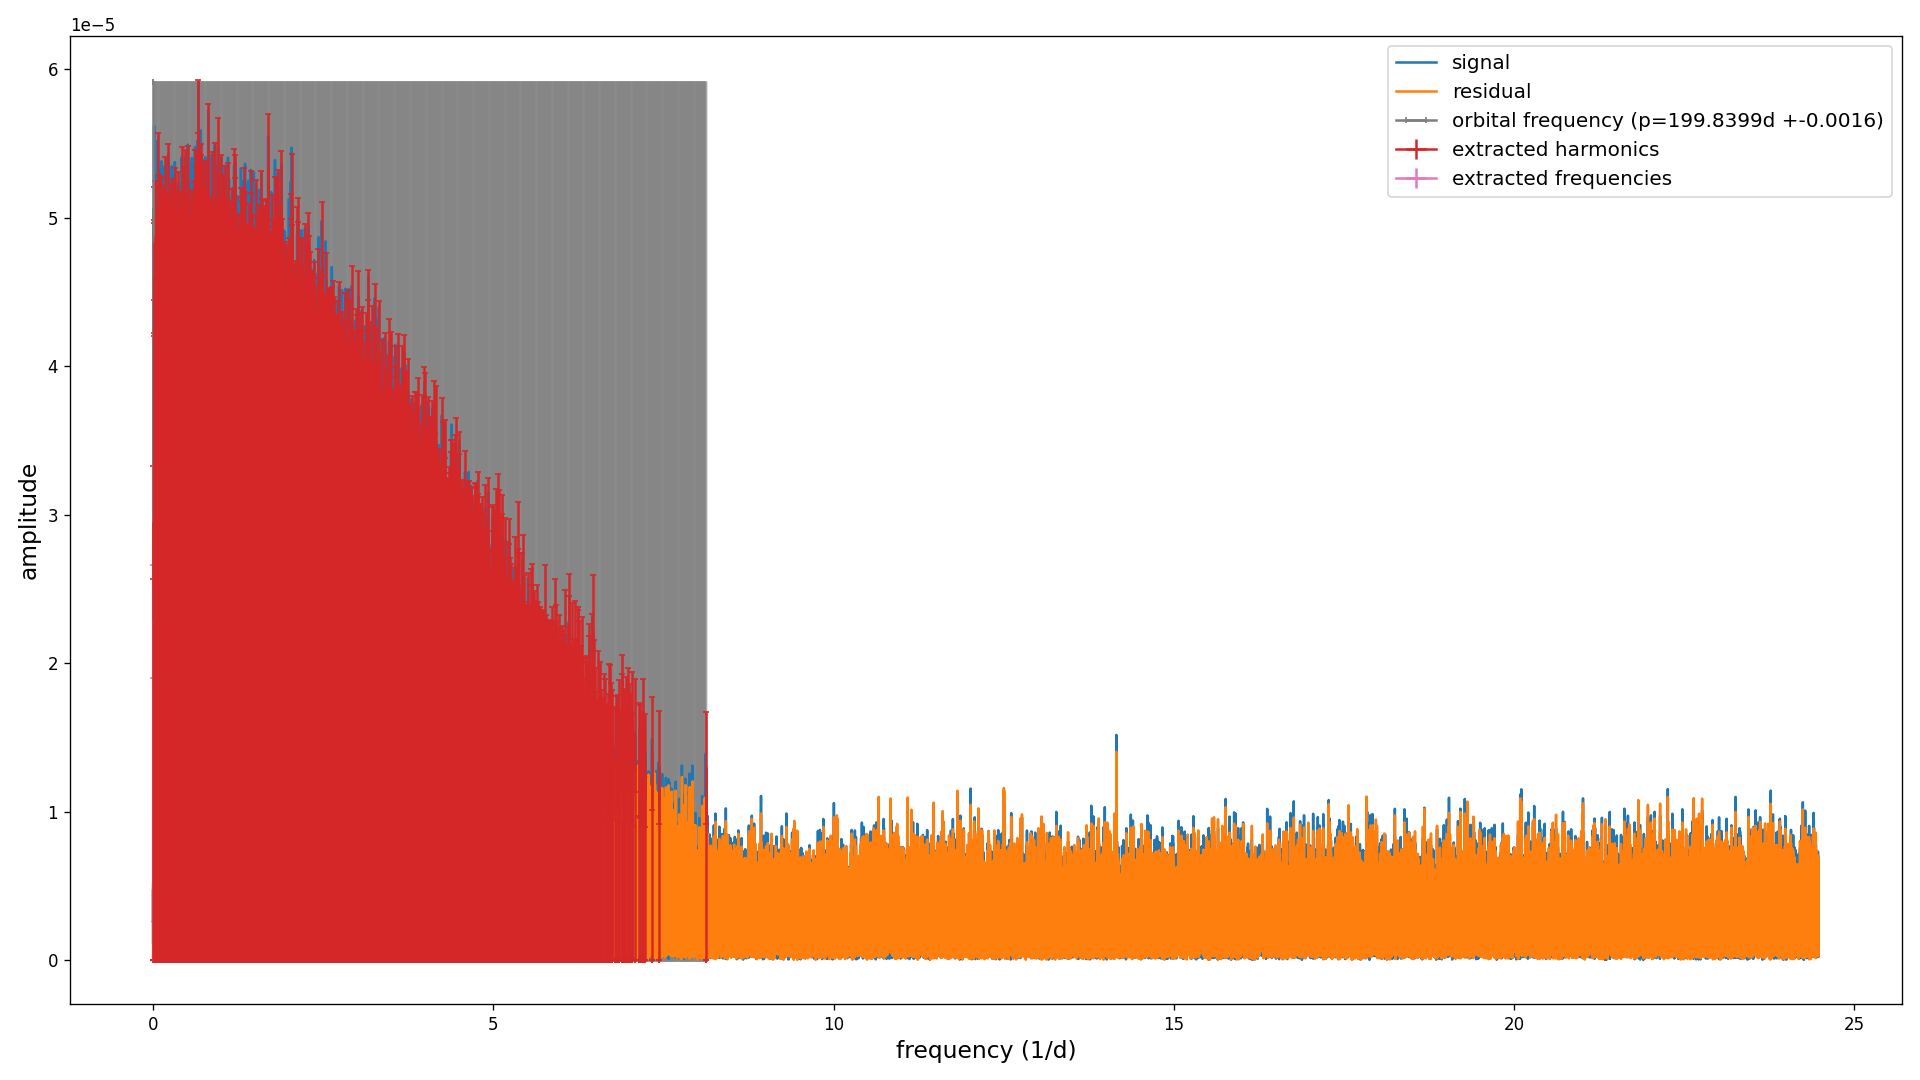 1e−5
6
5
4
3
2
1
0
amplitude
signal
residual
orbital frequency (p=199.8399d +-0.0016)
extracted harmonics
extracted frequencies
0 5 10 15 20 25
frequency (1/d)